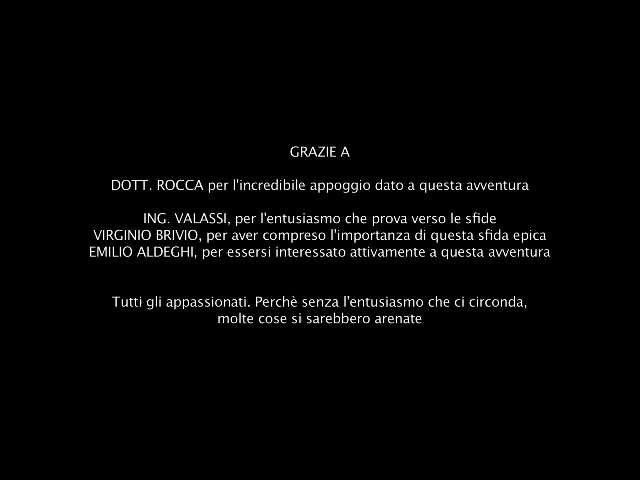 GRAZIE A
DOTT. ROCCA per l'incredibile appoggio dato a questa avventura
ING. VALASSI, per l'entusiasmo che prova verso le sfide
VIRGINIO BRIVIO, per aver compreso l'importanza di questa sfida epica
EMILIO ALDEGHI, per essersi interessato attivamente a questa avventura
Tutti gli appassionati. Perchè senza l'entusiasmo che ci circonda,
molte cose si sarebbero arenate